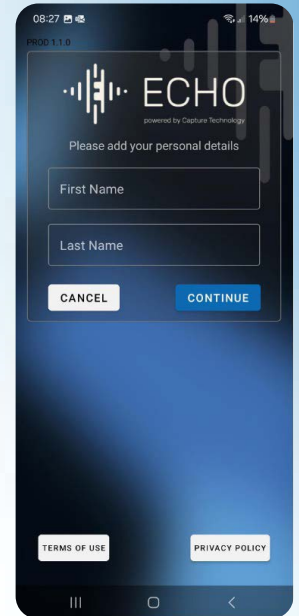 08:27 14%
PROD 1.1.0
ECHO
powered by Capture Technology
Please add your personal details
First Name
Last Name
CANCEL CONTINUE
TERMS OF USE PRIVACY POLICY